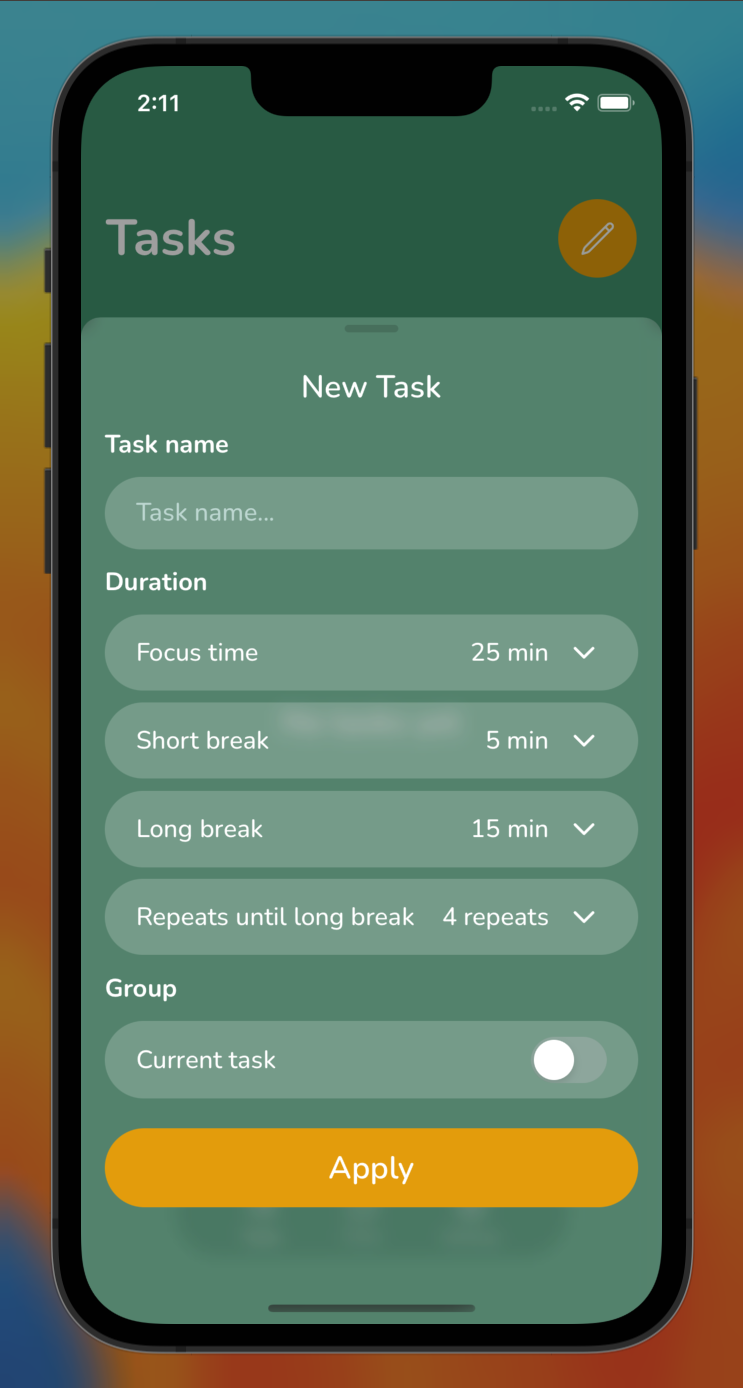 2:11
Tasks
New Task
Task name
Task name...
Duration
Focus time 25 min
Short break 5 min
Long break 15 min
Repeats until long break 4 repeats
Group
Current task
Apply